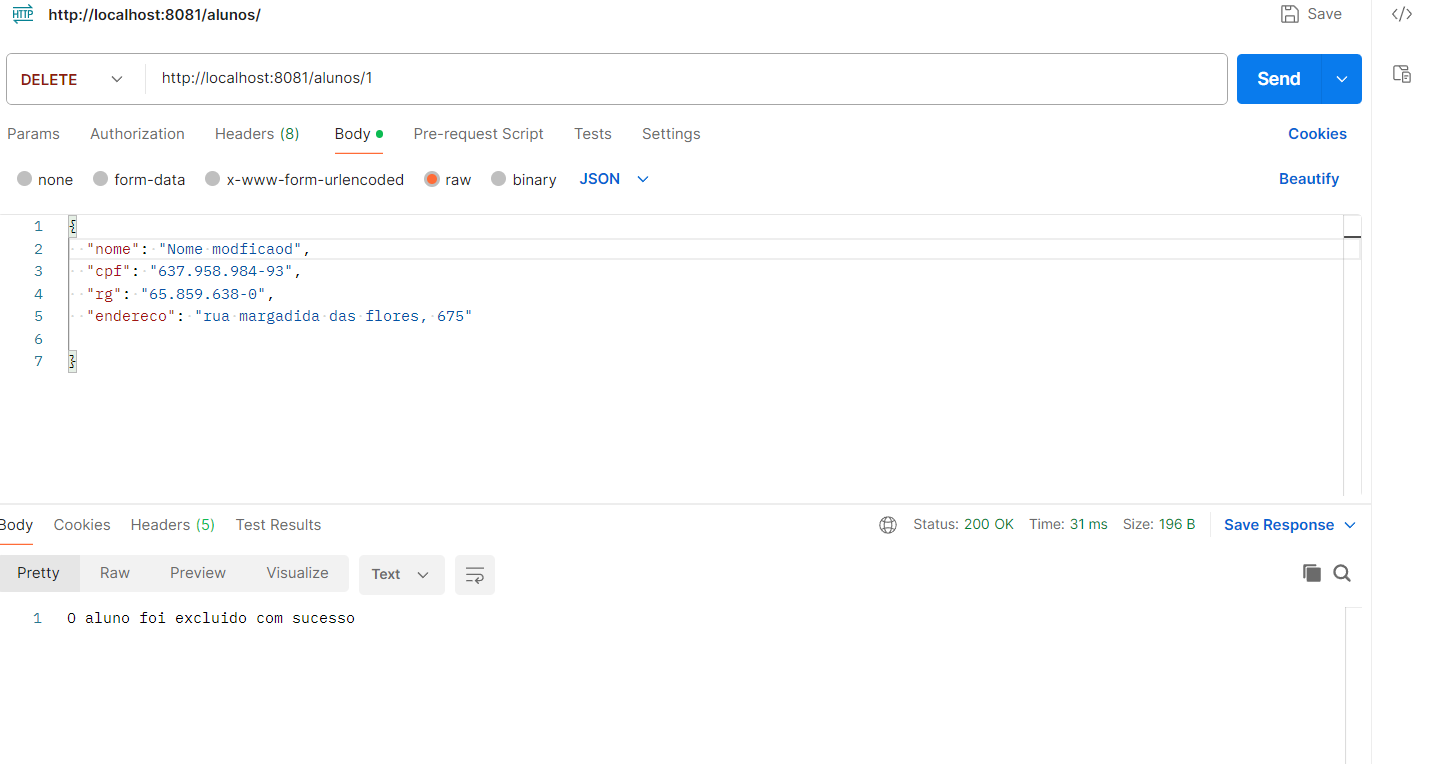 HTTP http://localhost:8081/alunos/ Save </>
DELETE http://localhost:8081/alunos/1 Send
Params Authorization Headers (8) Body Pre-request Script Tests Settings Cookies
none form-data x-www-form-urlencoded raw binary JSON Beautify
1 {
2 "nome": "Nome modficaod",
3 "cpf": "637.958.984-93",
4 "rg": "65.859.638-0",
5 "endereco": "rua margadida das flores, 675"
6
7 }
Body Cookies Headers (5) Test Results Status: 200 OK Time: 31 ms Size: 196 B Save Response
Pretty Raw Preview Visualize Text
1 O aluno foi excluido com sucesso